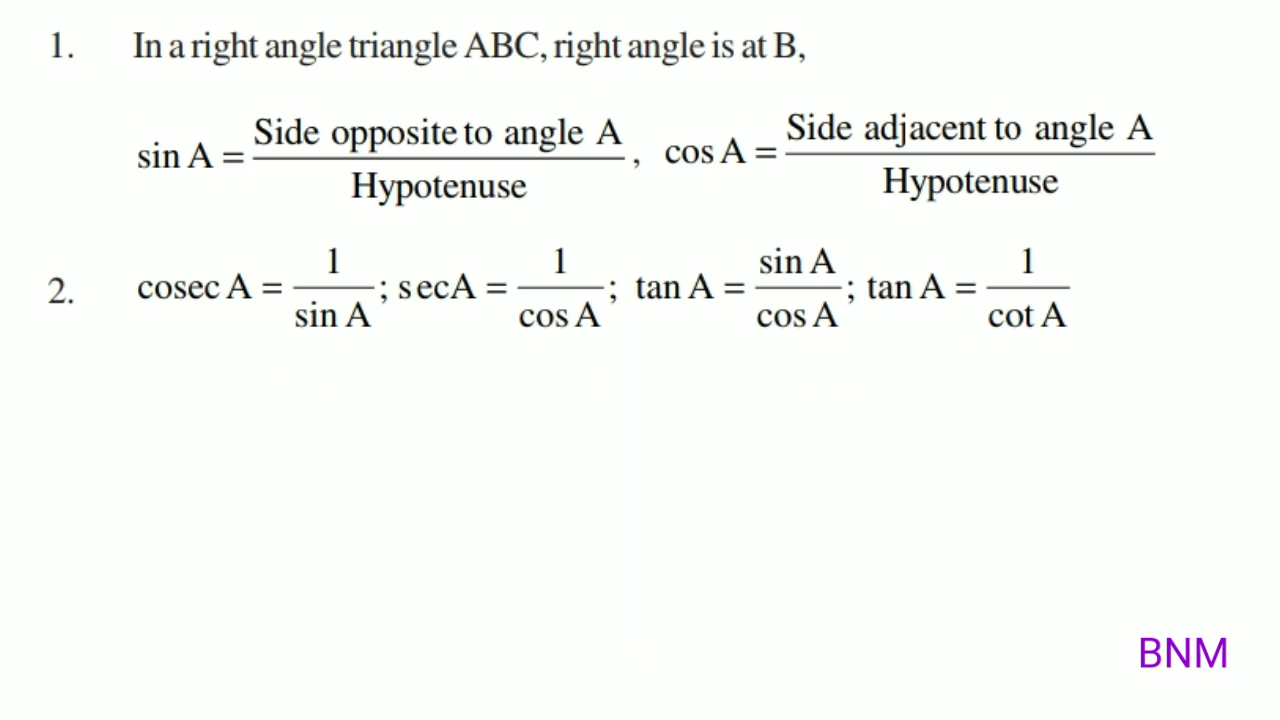 1. In a right angle triangle ABC, right angle is at B,
sin A = Side opposite to angle A / Hypotenuse, cos A = Side adjacent to angle A / Hypotenuse
2. cosec A = 1 / sin A; secA = 1 / cos A; tan A = sin A / cos A; tan A = 1 / cot A
BNM